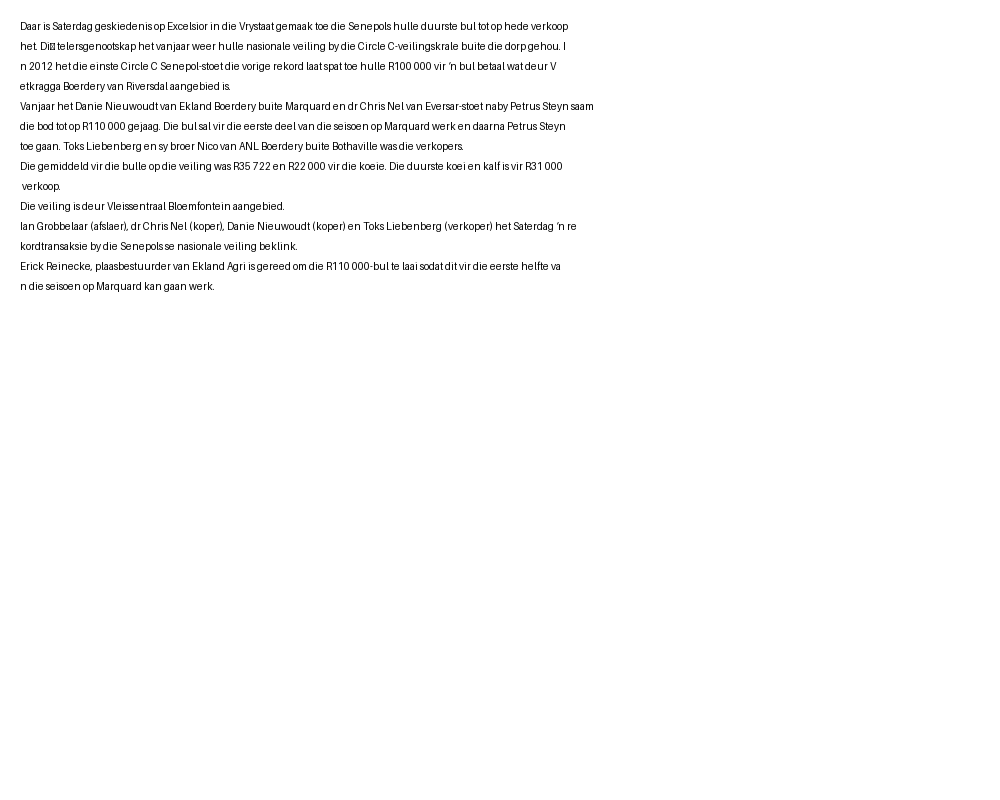 Daar is Saterdag geskiedenis op Excelsior in die Vrystaat gemaak toe die Senepols hulle duurste bul tot op hede verkoop
het. Di▯ telersgenootskap het vanjaar weer hulle nasionale veiling by die Circle C-veilingskrale buite die dorp gehou. I
n 2012 het die einste Circle C Senepol-stoet die vorige rekord laat spat toe hulle R100 000 vir ‘n bul betaal wat deur V
etkragga Boerdery van Riversdal aangebied is.
Vanjaar het Danie Nieuwoudt van Ekland Boerdery buite Marquard en dr Chris Nel van Eversar-stoet naby Petrus Steyn saam
die bod tot op R110 000 gejaag. Die bul sal vir die eerste deel van die seisoen op Marquard werk en daarna Petrus Steyn
toe gaan. Toks Liebenberg en sy broer Nico van ANL Boerdery buite Bothaville was die verkopers.
Die gemiddeld vir die bulle op die veiling was R35 722 en R22 000 vir die koeie. Die duurste koei en kalf is vir R31 000
verkoop.
Die veiling is deur Vleissentraal Bloemfontein aangebied.
Ian Grobbelaar (afslaer), dr Chris Nel (koper), Danie Nieuwoudt (koper) en Toks Liebenberg (verkoper) het Saterdag ‘n re
kordtransaksie by die Senepols se nasionale veiling beklink.
Erick Reinecke, plaasbestuurder van Ekland Agri is gereed om die R110 000-bul te laai sodat dit vir die eerste helfte va
n die seisoen op Marquard kan gaan werk.